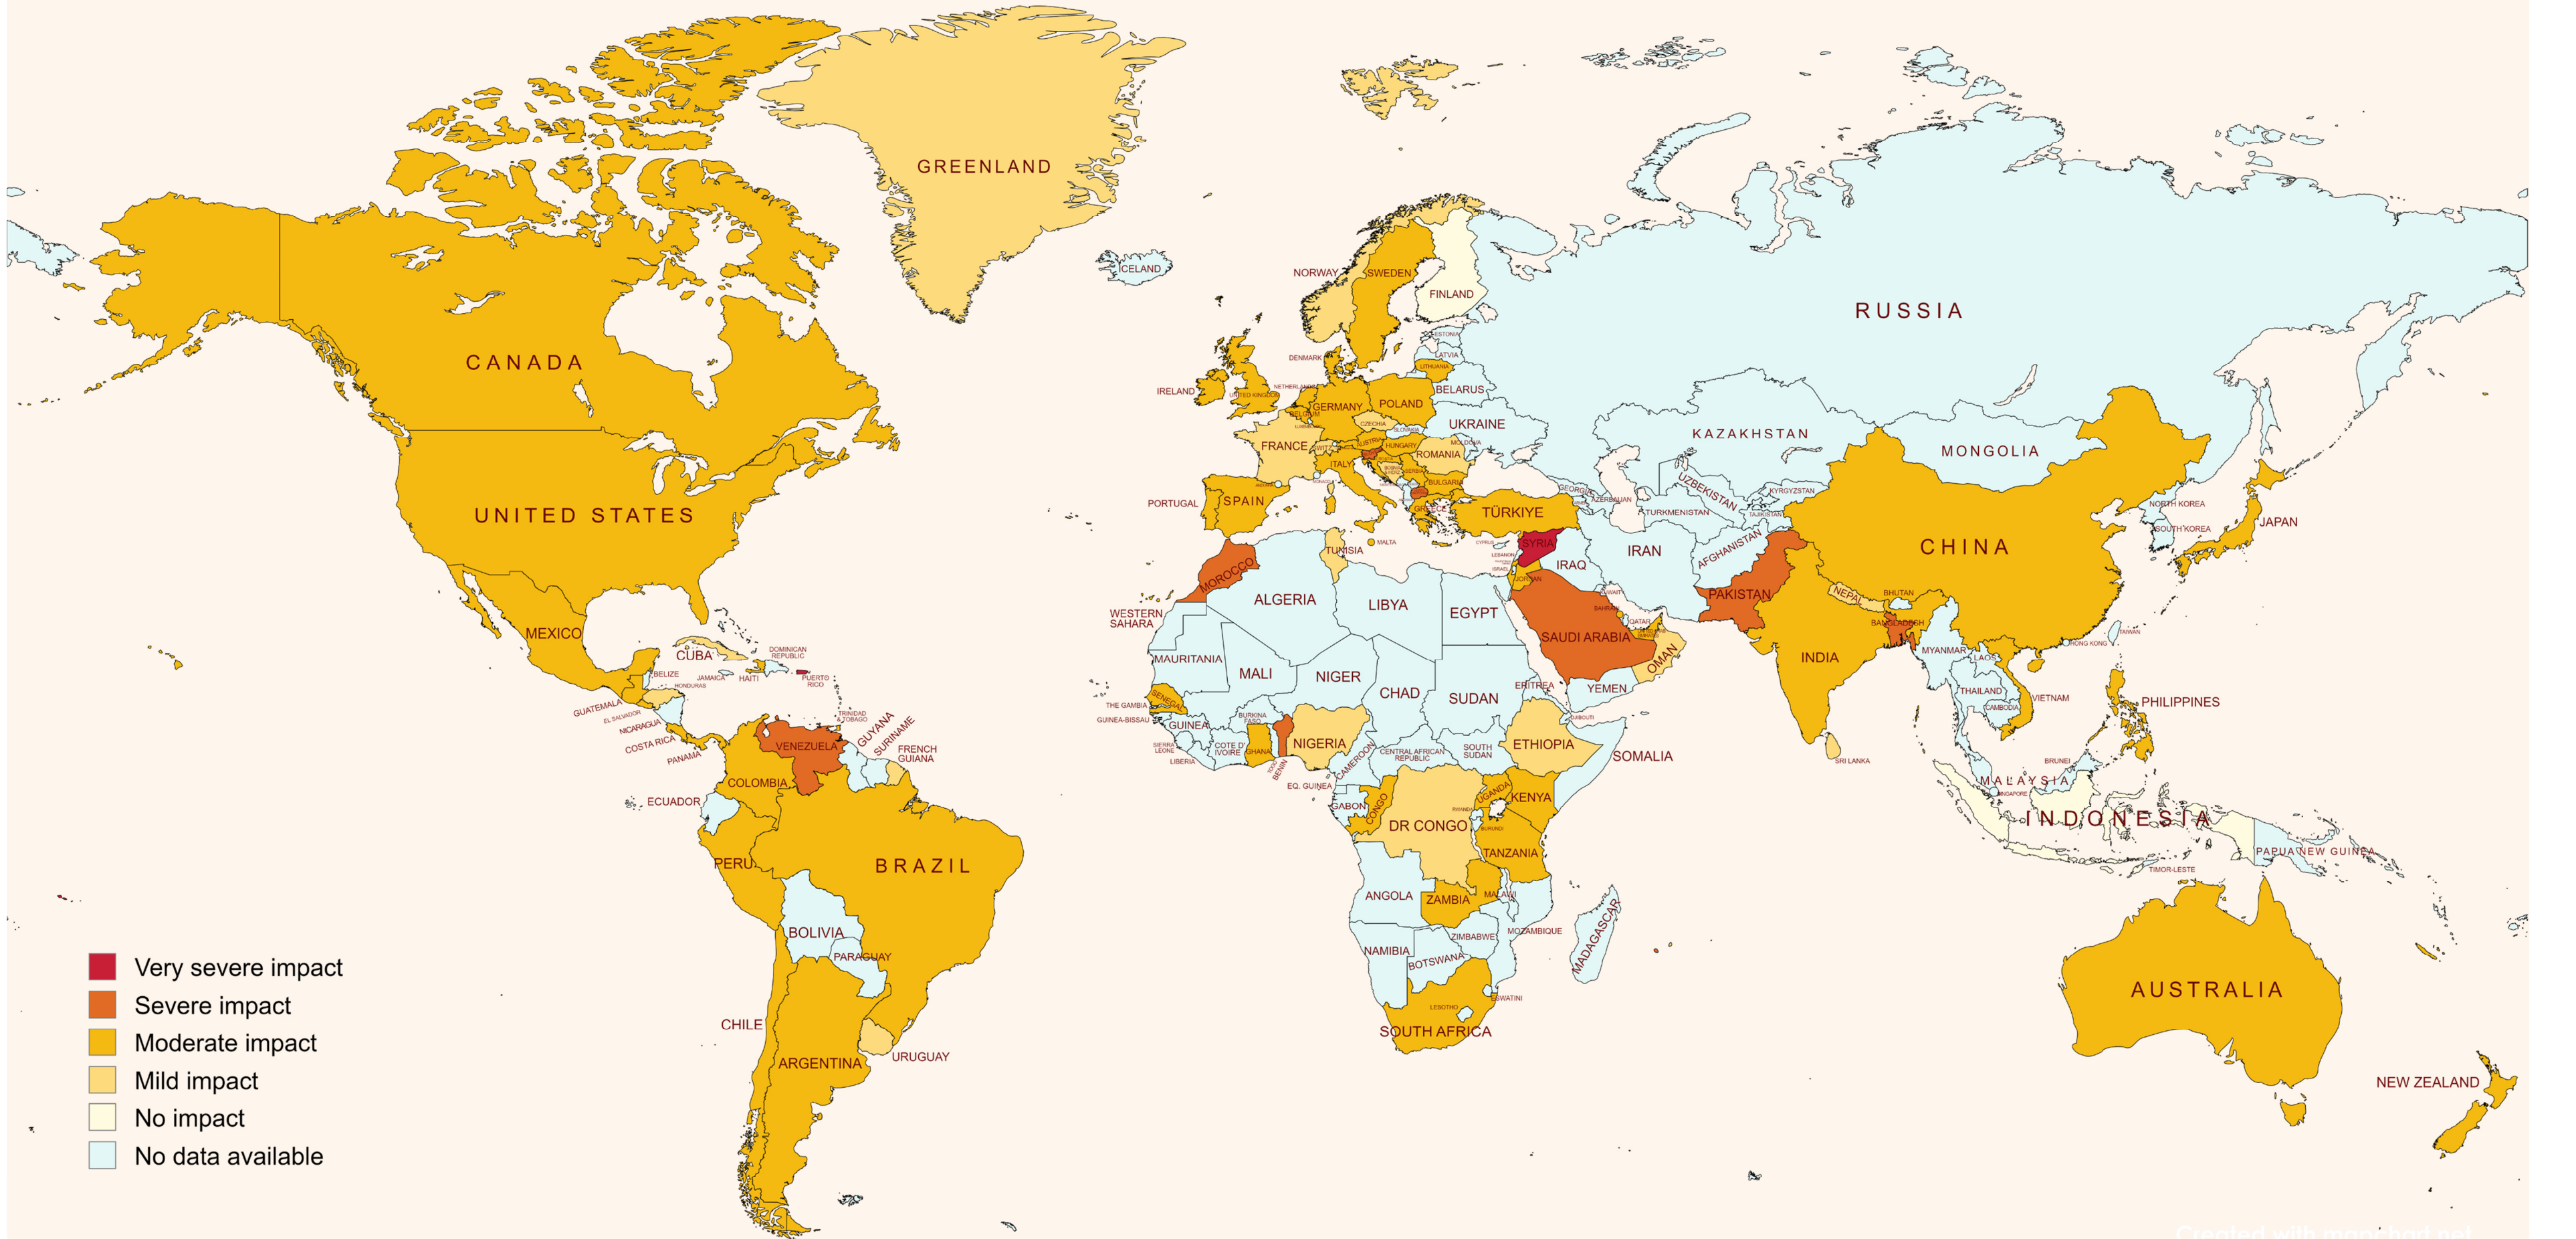 GREENLAND
ICELAND
NORWAY
SWEDEN
FINLAND
RUSSIA
ESTONIA
LATVIA
LITHUANIA
DENMARK
CANADA
IRELAND
UNITED KINGDOM
NETHERLANDS
BELGIUM
GERMANY
POLAND
BELARUS
CZECHIA
SLOVAKIA
UKRAINE
KAZAKHSTAN
MONGOLIA
FRANCE
SWITZ
AUSTRIA
HUNGARY
MOLDOVA
ROMANIA
ITALY
SERBIA
BULGARIA
GEORGIA
AZERBAIJAN
UZBEKISTAN
KYRGYZSTAN
TURKMENISTAN
TAJIKISTAN
NORTH KOREA
SOUTH KOREA
JAPAN
UNITED STATES
PORTUGAL
SPAIN
GREECE
TÜRKIYE
CHINA
TUNISIA
MALTA
CYPRUS
LEBANON
ISRAEL
SYRIA
IRAQ
IRAN
AFGHANISTAN
JORDAN
KUWAIT
PAKISTAN
NEPAL
BHUTAN
BANGLADESH
MOROCCO
WESTERN
SAHARA
ALGERIA
LIBYA
EGYPT
BAHRAIN
QATAR
SAUDI ARABIA
OMAN
INDIA
MYANMAR
LAOS
HONG KONG
TAIWAN
MEXICO
CUBA
DOMINICAN
REPUBLIC
BELIZE
JAMAICA
HAITI
PUERTO
RICO
HONDURAS
GUATEMALA
EL SALVADOR
NICARAGUA
COSTA RICA
PANAMA
TRINIDAD
& TOBAGO
MAURITANIA
MALI
NIGER
CHAD
SUDAN
ERITREA
YEMEN
DJIBOUTI
THAILAND
CAMBODIA
VIETNAM
PHILIPPINES
SENEGAL
THE GAMBIA
GUINEA-BISSAU
GUINEA
SIERRA
LEONE
LIBERIA
COTE D'
IVOIRE
BURKINA
FASO
GHANA
TOGO
BENIN
NIGERIA
CAMEROON
CENTRAL AFRICAN
REPUBLIC
SOUTH
SUDAN
ETHIOPIA
SOMALIA
SRI LANKA
BRUNEI
MALAYSIA
SINGAPORE
INDONESIA
PAPUA NEW GUINEA
TIMOR-LESTE
VENEZUELA
GUYANA
SURINAME
FRENCH
GUIANA
COLOMBIA
ECUADOR
PERU
BRAZIL
EQ. GUINEA
GABON
CONGO
DR CONGO
UGANDA
KENYA
RWANDA
BURUNDI
TANZANIA
ANGOLA
ZAMBIA
MALAWI
MOZAMBIQUE
MADAGASCAR
NAMIBIA
BOTSWANA
ZIMBABWE
ESWATINI
LESOTHO
SOUTH AFRICA
BOLIVIA
PARAGUAY
CHILE
ARGENTINA
URUGUAY
AUSTRALIA
NEW ZEALAND
Very severe impact
Severe impact
Moderate impact
Mild impact
No impact
No data available